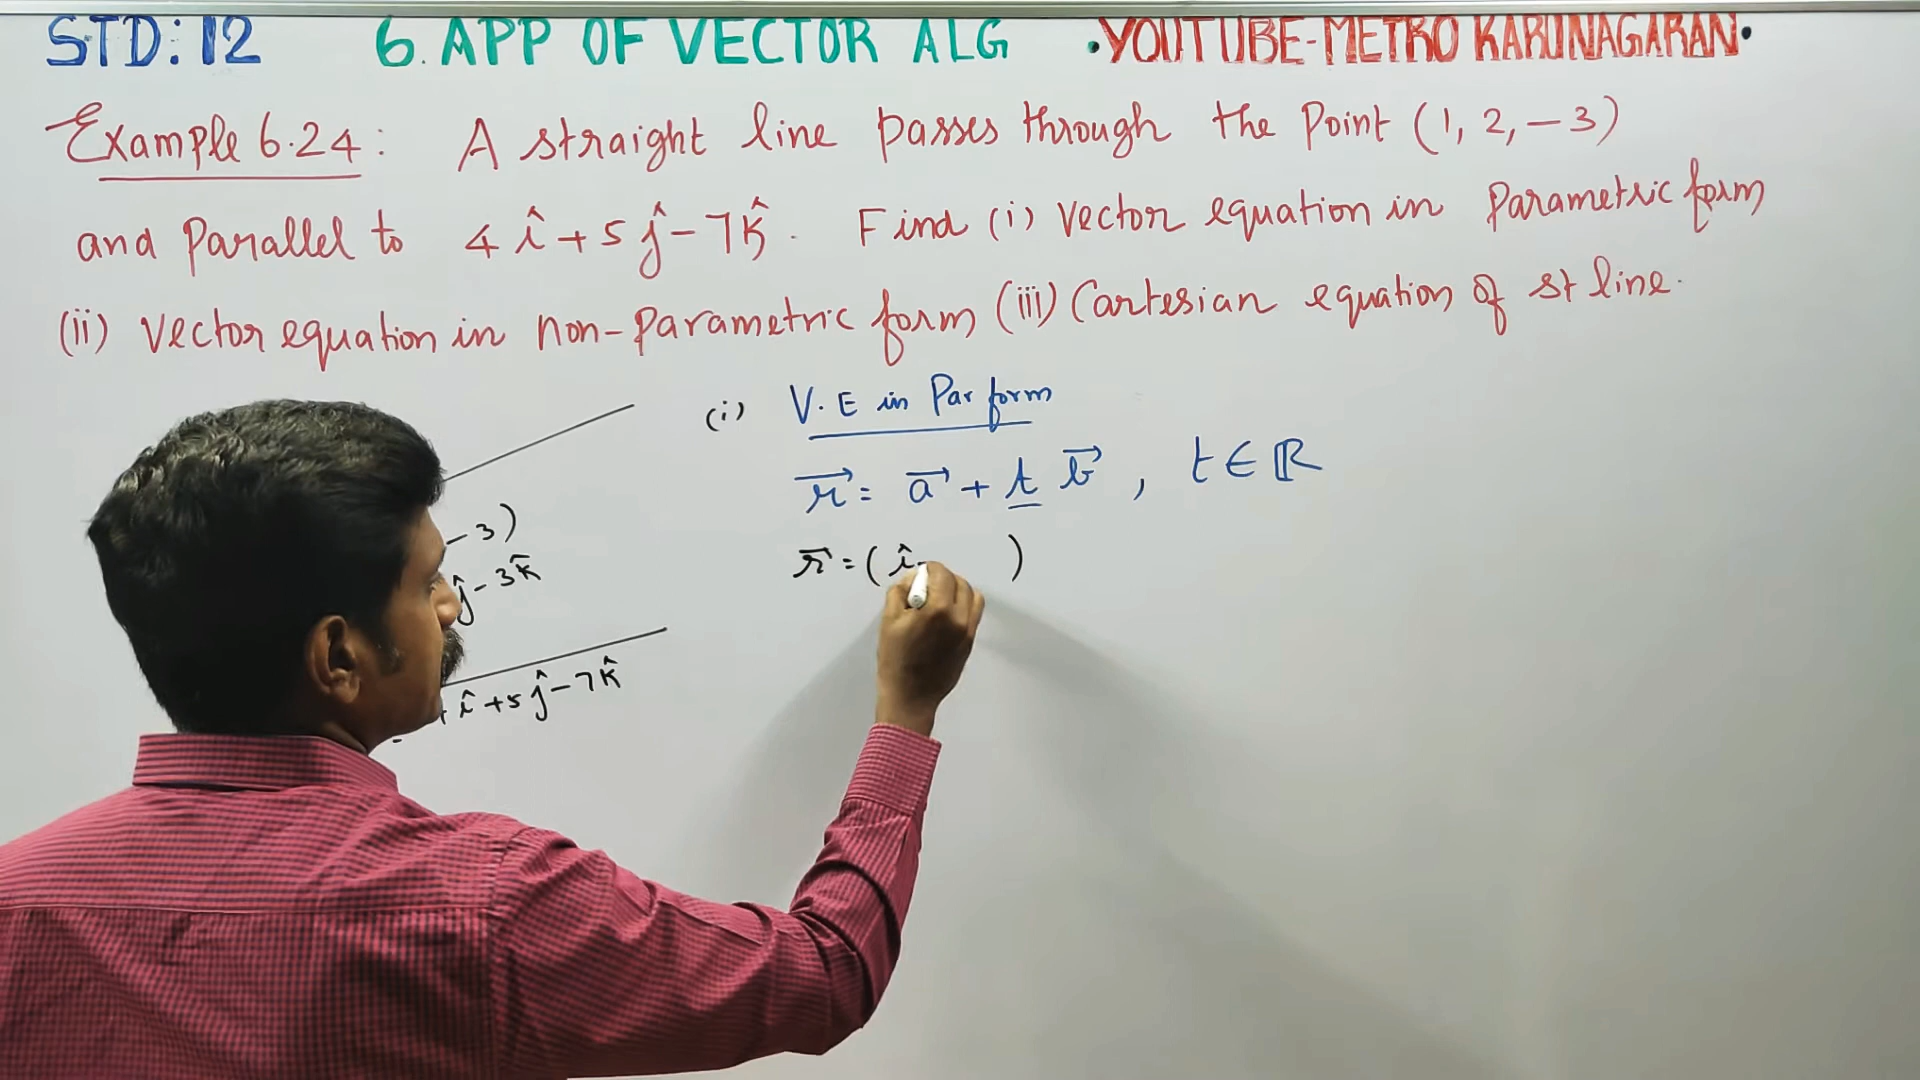 STD: 12 6. APP OF VECTOR ALG •YOUTUBE-METRO KARUNAGARAN•
Example 6.24: A straight line passes through the Point (1, 2, −3)
and Parallel to 4î + 5ĵ − 7k̂. Find (i) Vector equation in Parametric form
(ii) Vector equation in non-parametric form (iii) Cartesian equation of st line.
(i) V.E in Par form
r⃗ = a⃗ + t b⃗ , t ∈ ℝ
r⃗ = ( î )
− 3)
ĵ − 3k̂
î + 5ĵ − 7k̂